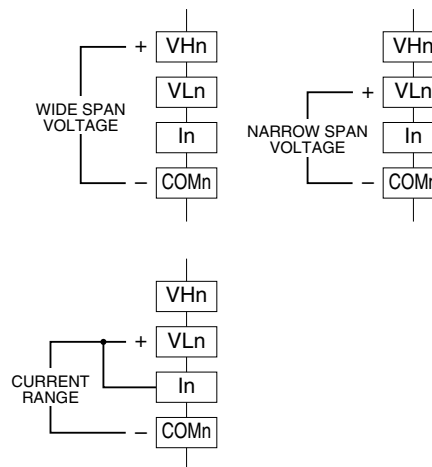 + VHn
VLn
WIDE SPAN
VOLTAGE
In
− COMn
VHn
+ VLn
In
NARROW SPAN
VOLTAGE
− COMn
VHn
+ VLn
In
CURRENT
RANGE
− COMn